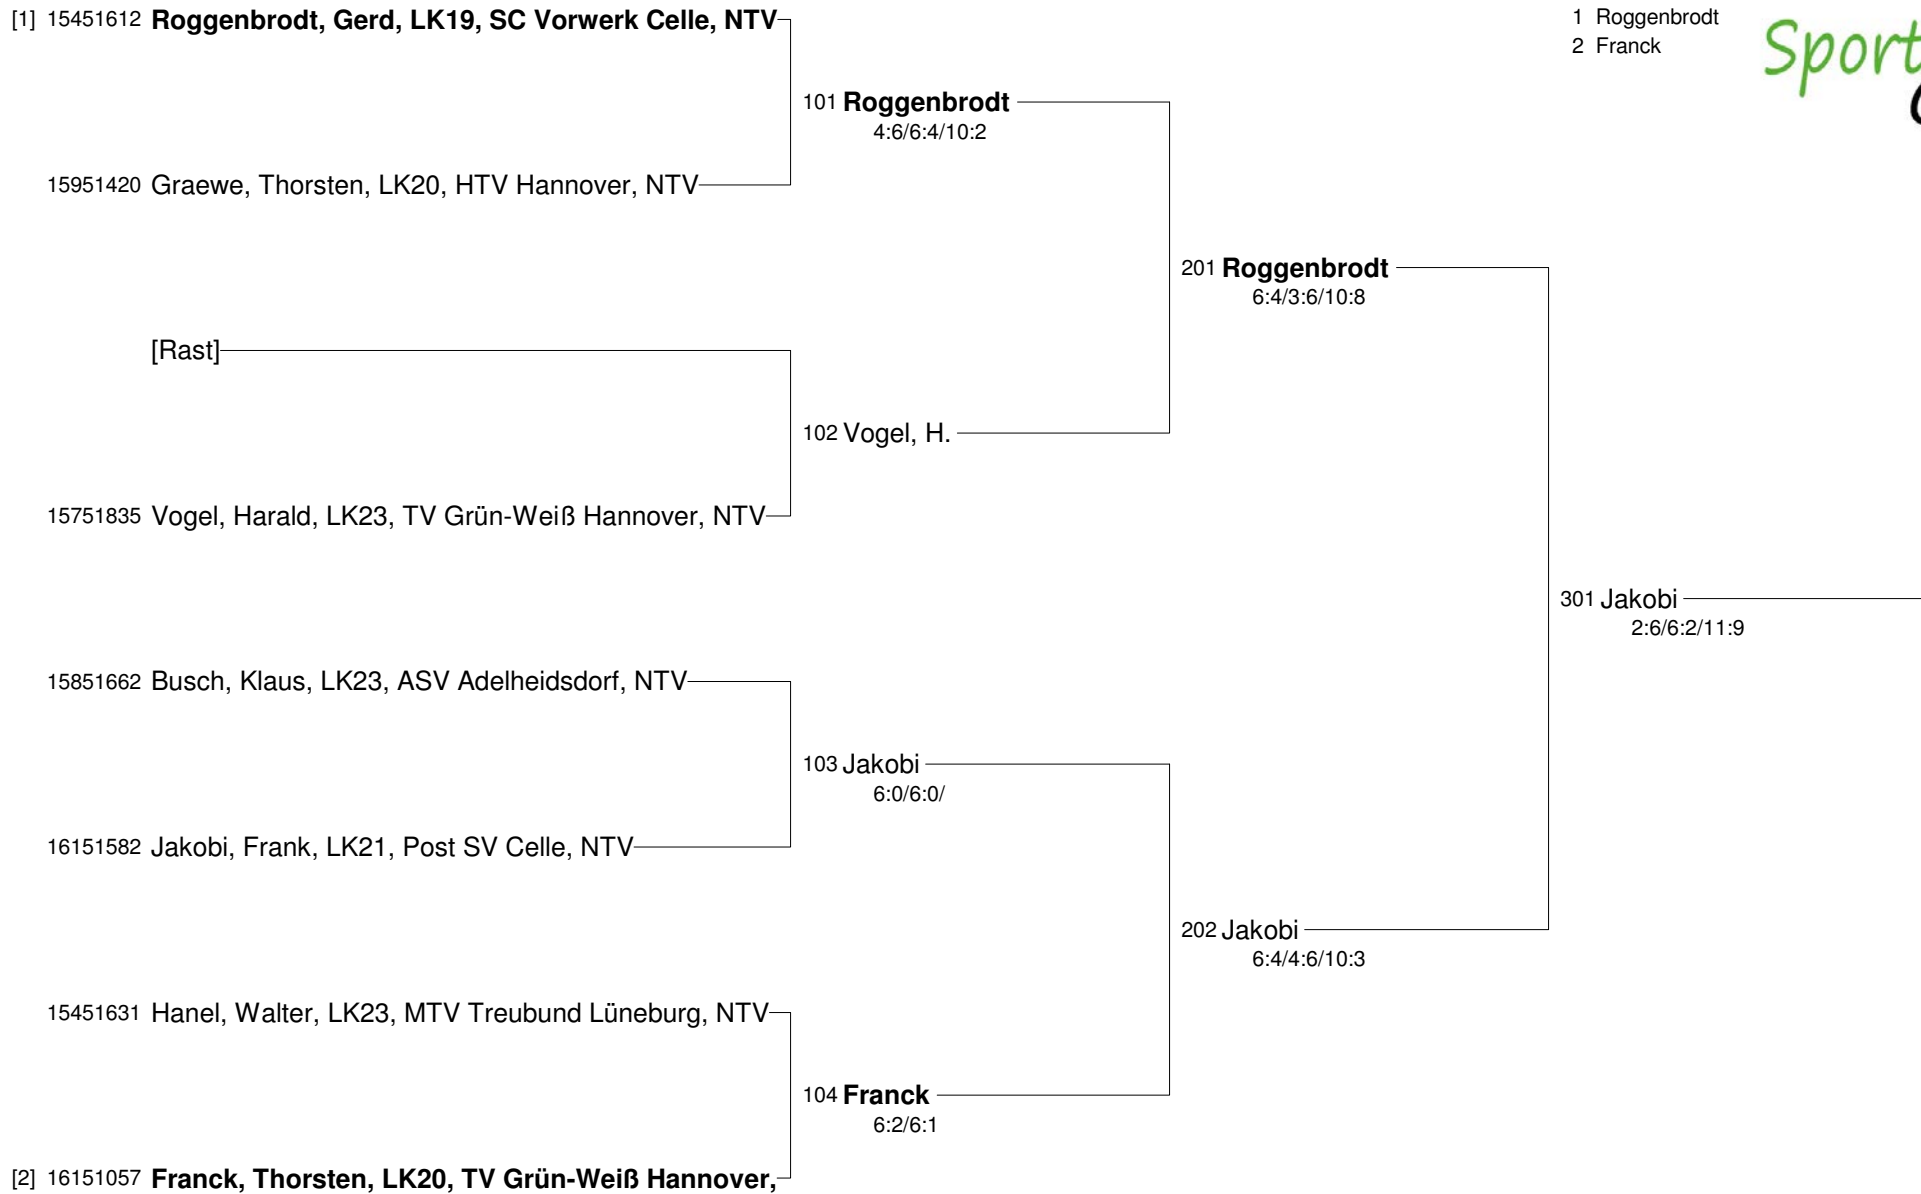 [1] 15451612 Roggenbrodt, Gerd, LK19, SC Vorwerk Celle, NTV
1 Roggenbrodt
2 Franck
Sport
101 Roggenbrodt
4:6/6:4/10:2
15951420 Graewe, Thorsten, LK20, HTV Hannover, NTV
201 Roggenbrodt
6:4/3:6/10:8
[Rast]
102 Vogel, H.
15751835 Vogel, Harald, LK23, TV Grün-Weiß Hannover, NTV
301 Jakobi
2:6/6:2/11:9
15851662 Busch, Klaus, LK23, ASV Adelheidsdorf, NTV
103 Jakobi
6:0/6:0/
16151582 Jakobi, Frank, LK21, Post SV Celle, NTV
202 Jakobi
6:4/4:6/10:3
15451631 Hanel, Walter, LK23, MTV Treubund Lüneburg, NTV
104 Franck
6:2/6:1
[2] 16151057 Franck, Thorsten, LK20, TV Grün-Weiß Hannover,